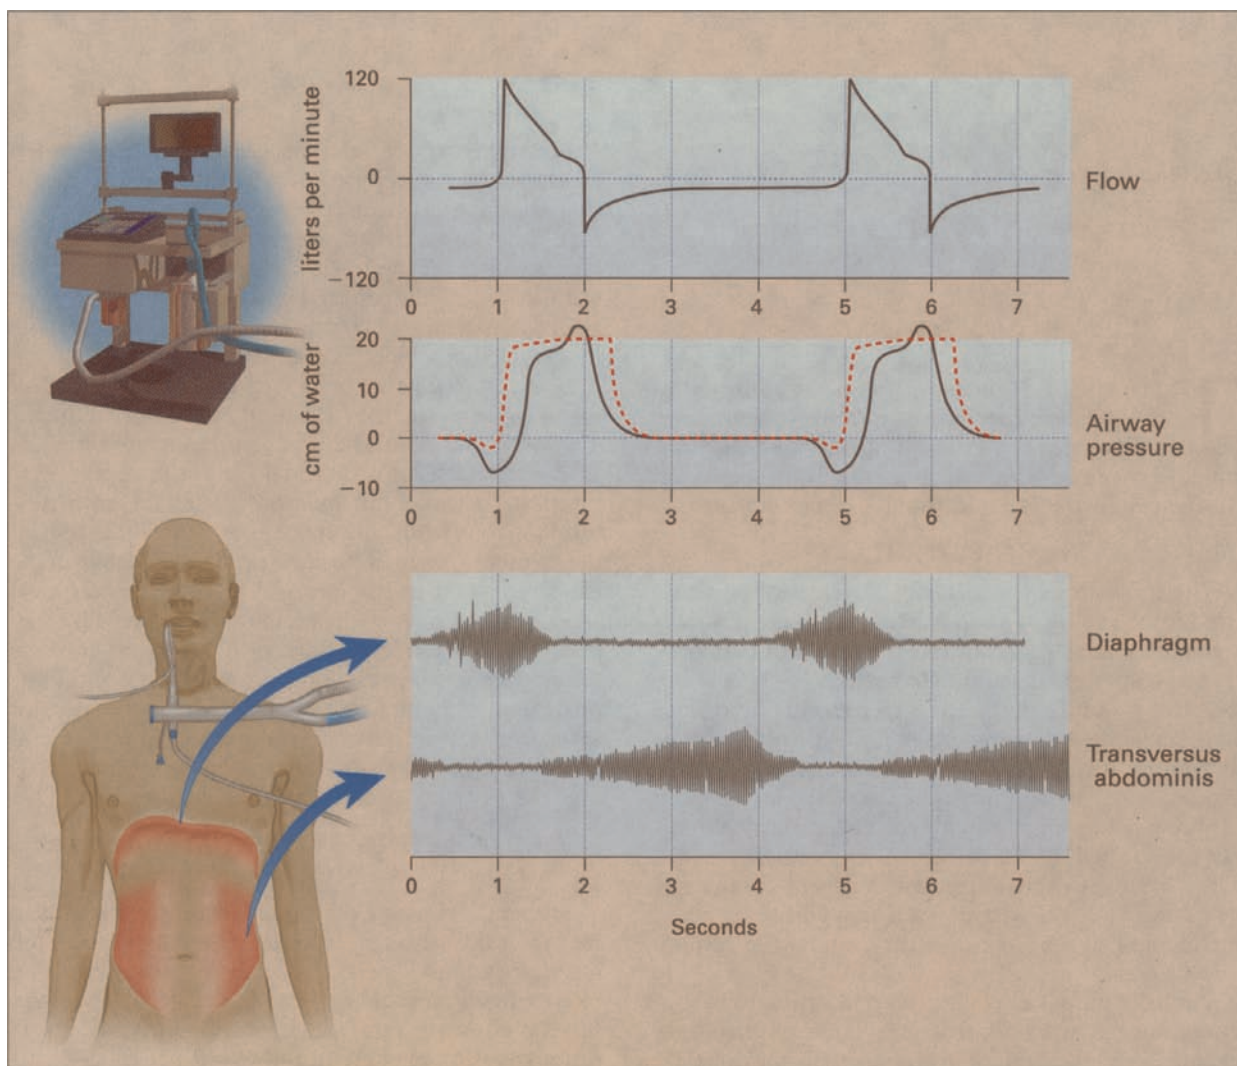 120
0
−120
liters per minute
Flow
0 1 2 3 4 5 6 7
20
10
0
−10
cm of water
Airway
pressure
0 1 2 3 4 5 6 7
Diaphragm
Transversus
abdominis
0 1 2 3 4 5 6 7
Seconds